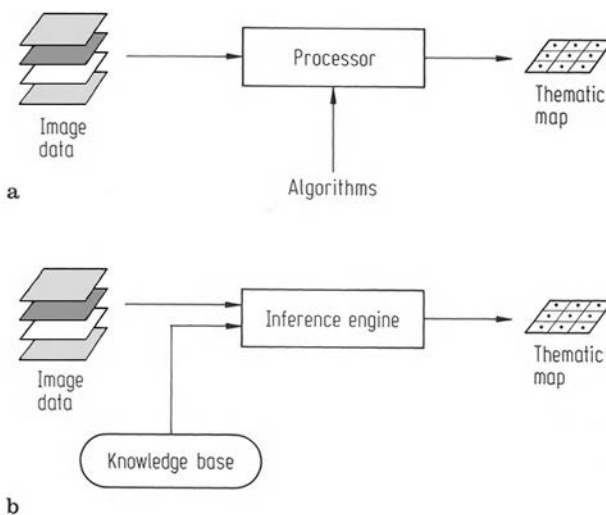 Processor
Image
data
Thematic
map
Algorithms
a
Inference engine
Image
data
Thematic
map
Knowledge base
b